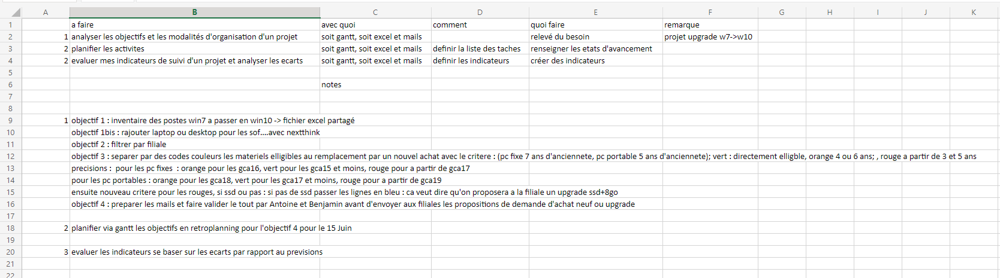 A B C D E F G H I J K
1 a faire avec quoi comment quoi faire remarque
2 1 analyser les objectifs et les modalités d'organisation d'un projet soit gantt, soit excel et mails relevé du besoin projet upgrade w7->w10
3 2 planifier les activites soit gantt, soit excel et mails definir la liste des taches renseigner les etats d'avancement
4 2 evaluer mes indicateurs de suivi d'un projet et analyser les ecarts soit gantt, soit excel et mails definir les indicateurs créer des indicateurs
5
6 notes
7
8
9 1 objectif 1 : inventaire des postes win7 a passer en win10 -> fichier excel partagé
10 objectif 1bis : rajouter laptop ou desktop pour les sof....avec nextthink
11 objectif 2 : filtrer par filiale
12 objectif 3 : separer par des codes couleurs les materiels elligibles au remplacement par un nouvel achat avec le critere : (pc fixe 7 ans d'anciennete, pc portable 5 ans d'anciennete); vert : directement elligble, orange 4 ou 6 ans; , rouge a partir de 3 et 5 ans
13 precisions : pour les pc fixes : orange pour les gca16, vert pour les gca15 et moins, rouge pour a partir de gca17
14 pour les pc portables : orange pour les gca18, vert pour les gca17 et moins, rouge pour a partir de gca19
15 ensuite nouveau critere pour les rouges, si ssd ou pas : si pas de ssd passer les lignes en bleu : ca veut dire qu'on proposera a la filiale un upgrade ssd+8go
16 objectif 4 : preparer les mails et faire valider le tout par Antoine et Benjamin avant d'envoyer aux filiales les propositions de demande d'achat neuf ou upgrade
17
18 2 planifier via gantt les objectifs en retroplanning pour l'objectif 4 pour le 15 Juin
19
20 3 evaluer les indicateurs se baser sur les ecarts par rapport au previsions
21
22